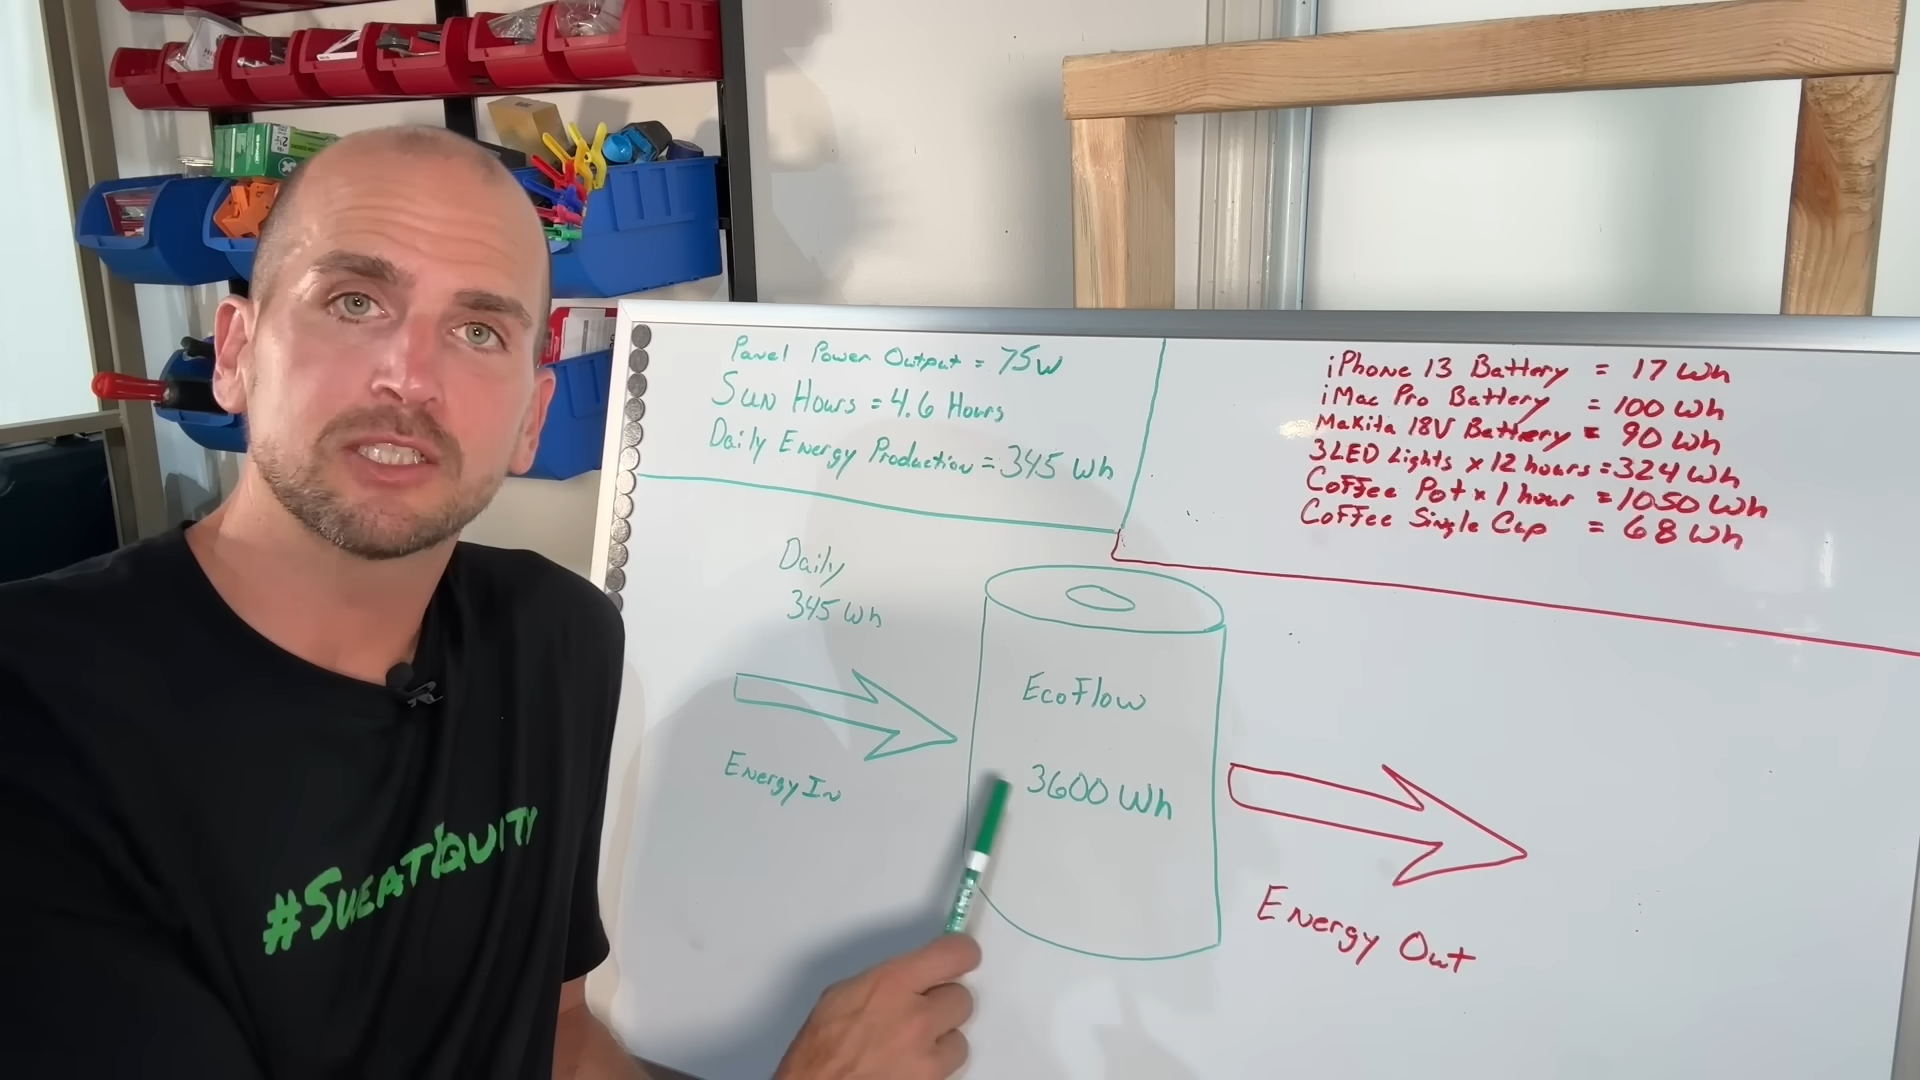 Panel Power Output = 75W
Sun Hours = 4.6 Hours
Daily Energy Production = 345 Wh
iPhone 13 Battery = 17 Wh
iMac Pro Battery = 100 Wh
Makita 18V Battery = 90 Wh
3 LED Lights x 12 hours = 324 Wh
Coffee Pot x 1 hour = 1050 Wh
Coffee Single Cup = 68 Wh
Daily
345 Wh
Energy In
EcoFlow
3600 Wh
Energy Out
#SweatEquity